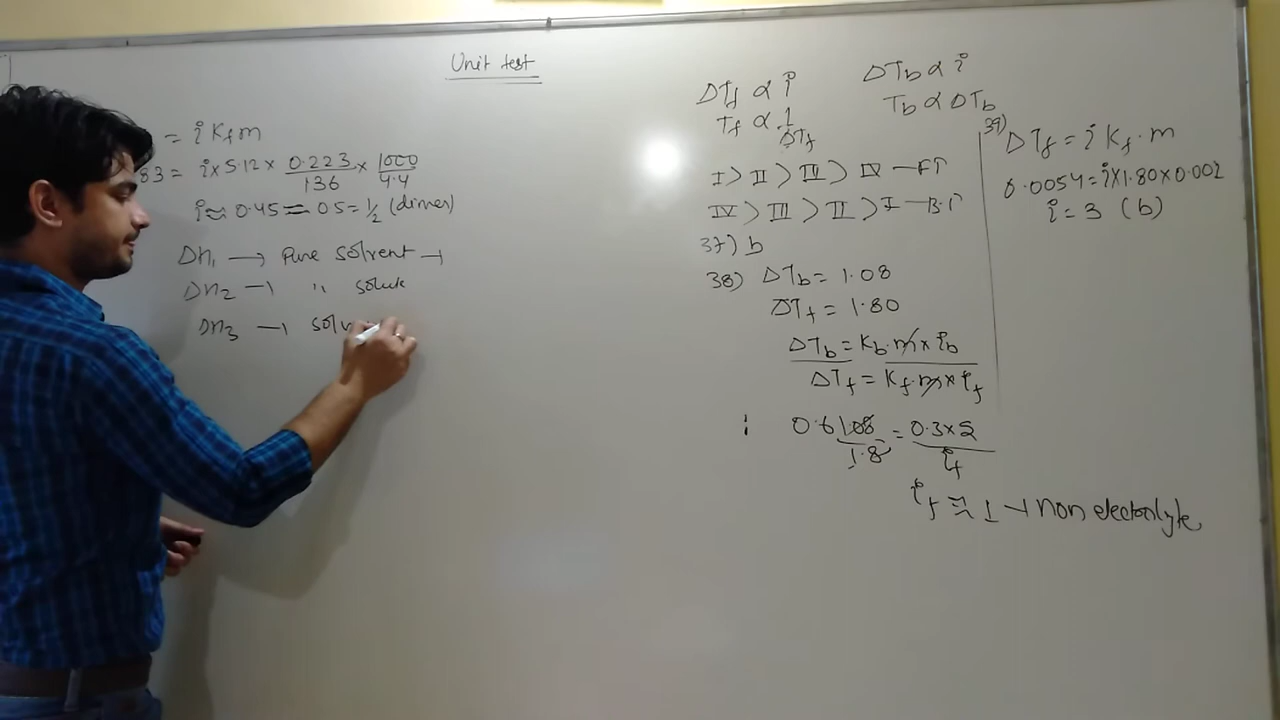 Unit test
= i Kf m
83 = i × 5.12 × 0.223/136 × 1000/4.4
i ≈ 0.45 = 05 = 1/2 (dimer)
Δn1 → Pure solvent →
Δn2 → '' solute
Δn3 → solv
ΔTf ∝ i
Tf ∝ 1/ΔTf
ΔTb ∝ i
Tb ∝ ΔTb
I > II > III > IV — F.P
IV > III > II > I — B.P
37) b
38) ΔTb = 1.08
ΔTf = 1.80
ΔTb = Kb·m × ib
ΔTf = Kf·m × if
0.6 1.08/1.8 = 0.3 × 2/if
if ≈ 1 → non electrolyte
39) ΔTf = i Kf · m
0.0054 = i × 1.80 × 0.002
i = 3 (b)